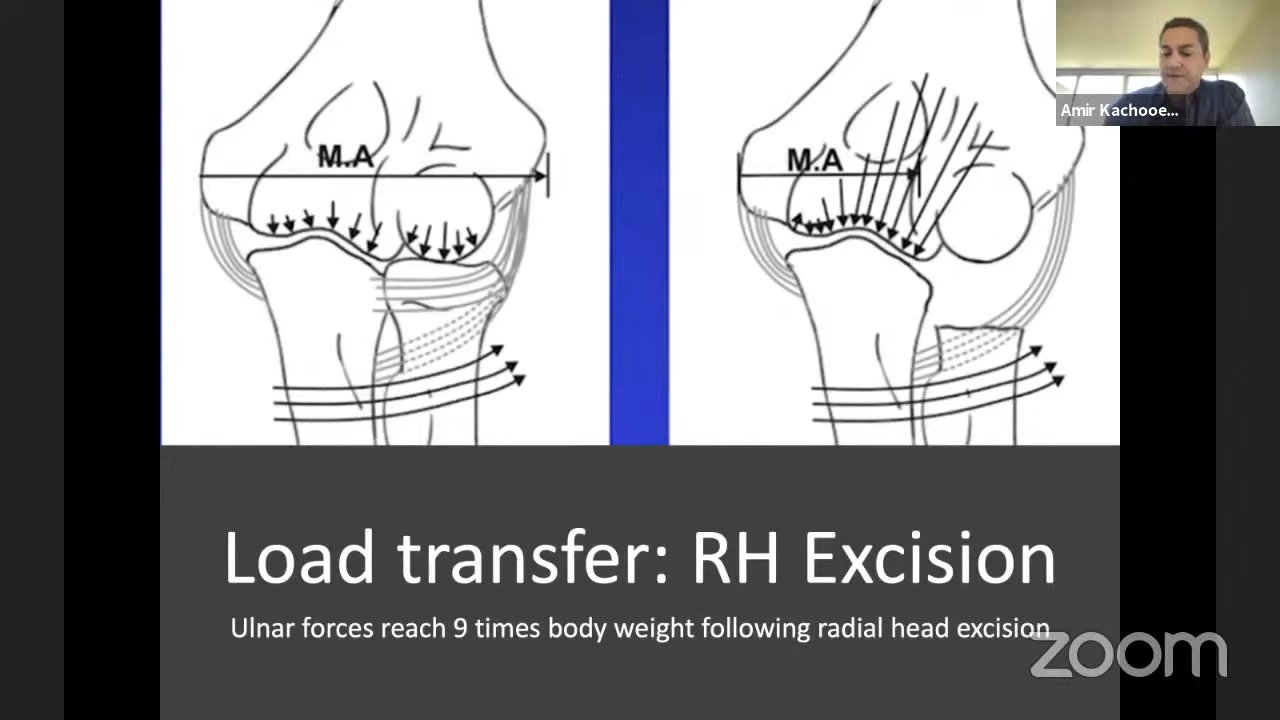 M.A
M.A
Amir Kachooe...
Load transfer: RH Excision
Ulnar forces reach 9 times body weight following radial head excision
zoom